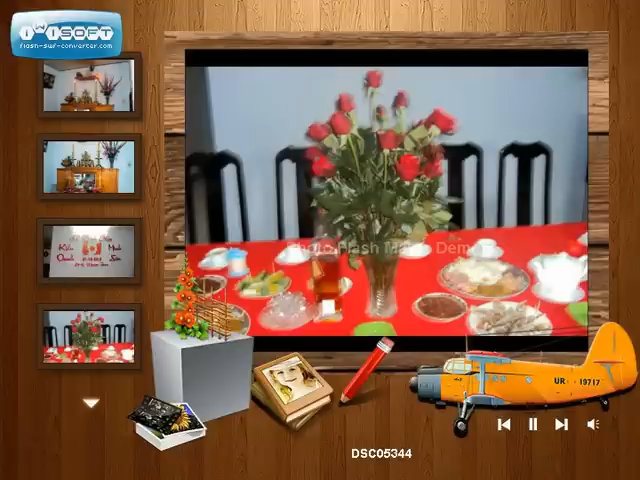 iWiSOFT
flash-swf-converter.com
Photo Flash Maker Demo
UR 19717
DSC05344